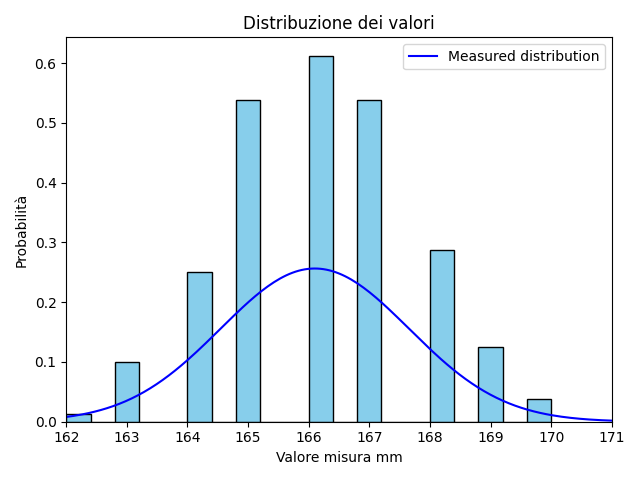 Distribuzione dei valori
Measured distribution
Probabilità
0.6
0.5
0.4
0.3
0.2
0.1
0.0
162 163 164 165 166 167 168 169 170 171
Valore misura mm